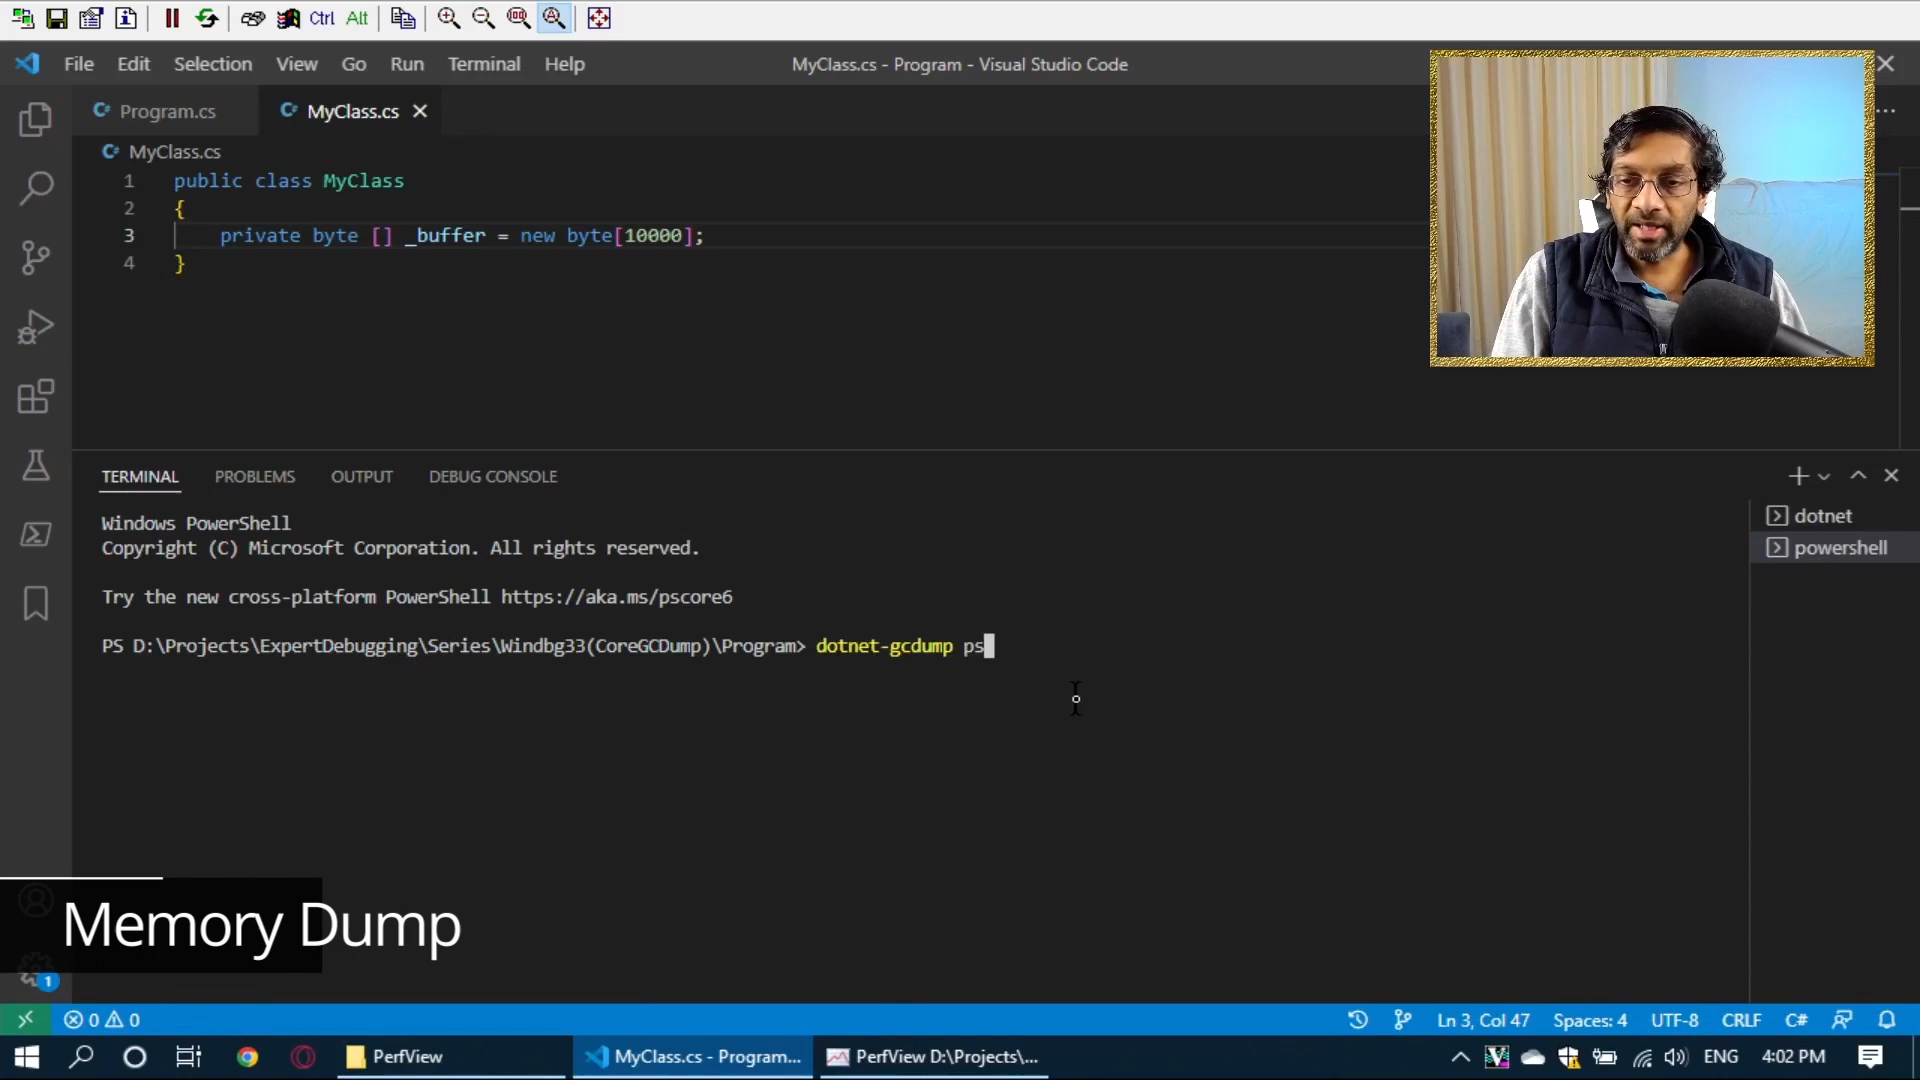 Ctrl Alt
File Edit Selection View Go Run Terminal Help
MyClass.cs - Program - Visual Studio Code
Program.cs MyClass.cs
MyClass.cs
1 public class MyClass
2 {
3 private byte [] _buffer = new byte[10000];
4 }
TERMINAL PROBLEMS OUTPUT DEBUG CONSOLE
dotnet
powershell
Windows PowerShell
Copyright (C) Microsoft Corporation. All rights reserved.
Try the new cross-platform PowerShell https://aka.ms/pscore6
PS D:\Projects\ExpertDebugging\Series\Windbg33(CoreGCDump)\Program> dotnet-gcdump ps
Memory Dump
1
0 0
Ln 3, Col 47 Spaces: 4 UTF-8 CRLF C#
PerfView
MyClass.cs - Program...
PerfView D:\Projects\...
ENG 4:02 PM